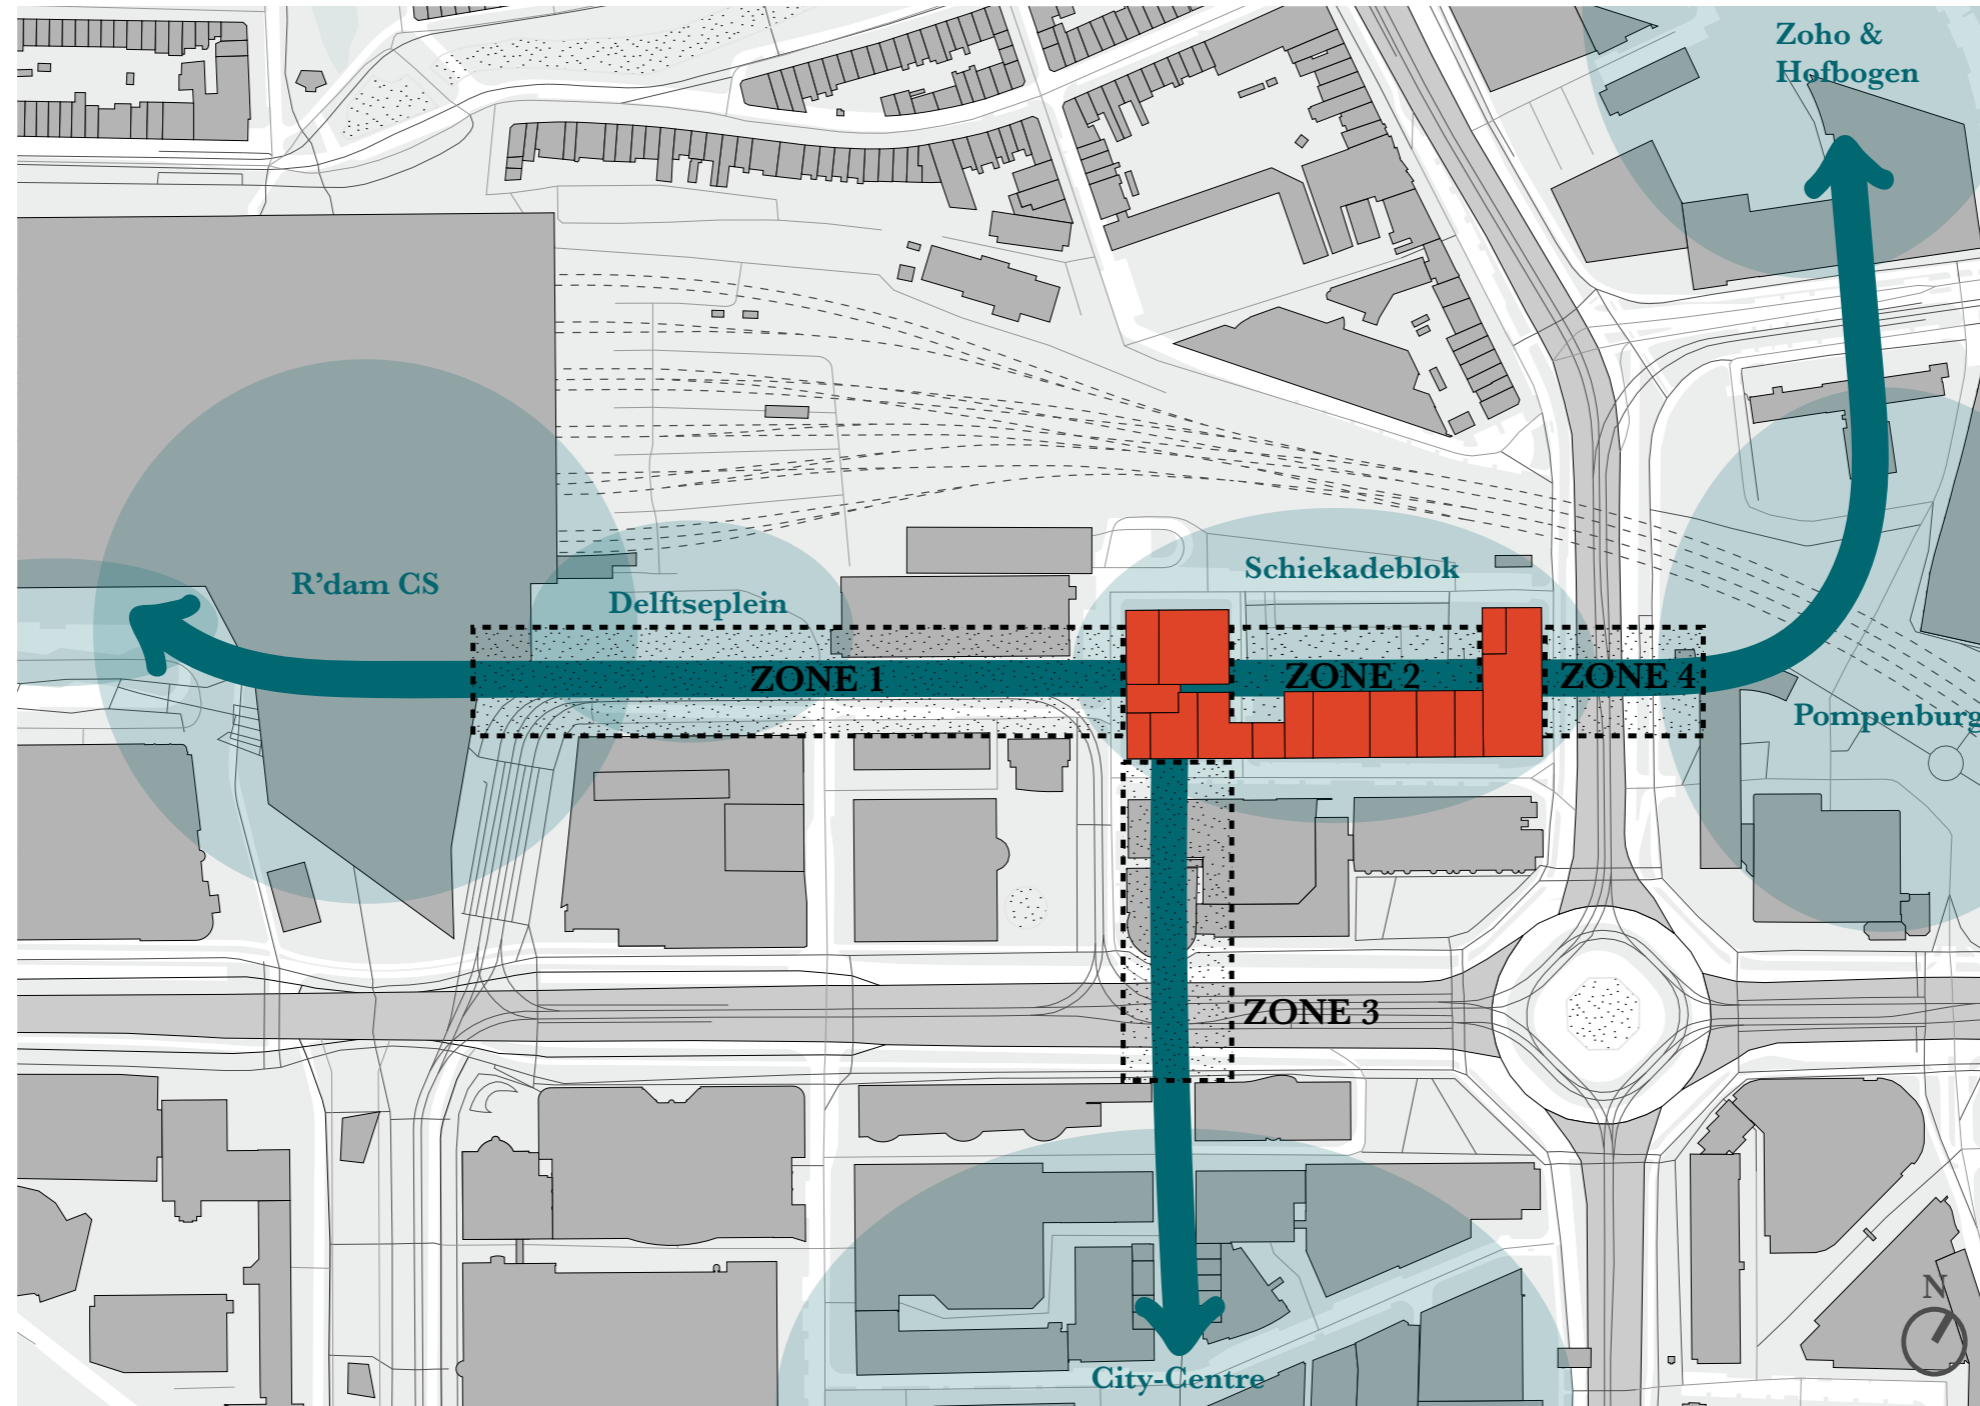 Zoho &
Hofbogen
R'dam CS
Delftseplein
Schiekadeblok
ZONE 1
ZONE 2
ZONE 4
Pompenburg
ZONE 3
N
City-Centre